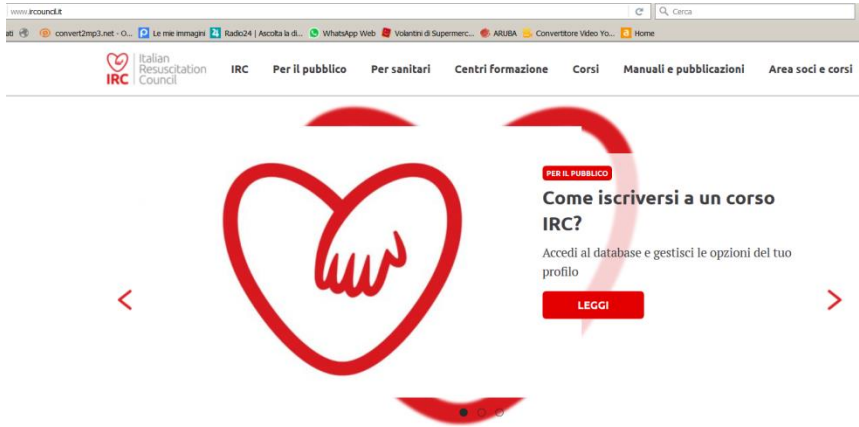 www.ircouncil.it
Cerca
ati convert2mp3.net - O... Le mie immagini Radio24 | Ascolta la di... WhatsApp Web Volantini di Supermerc... ARUBA Convertitore Video Yo... Home
Italian
Resuscitation
Council
IRC
IRC Per il pubblico Per sanitari Centri formazione Corsi Manuali e pubblicazioni Area soci e corsi
PER IL PUBBLICO
Come iscriversi a un corso
IRC?
Accedi al database e gestisci le opzioni del tuo
profilo
LEGGI